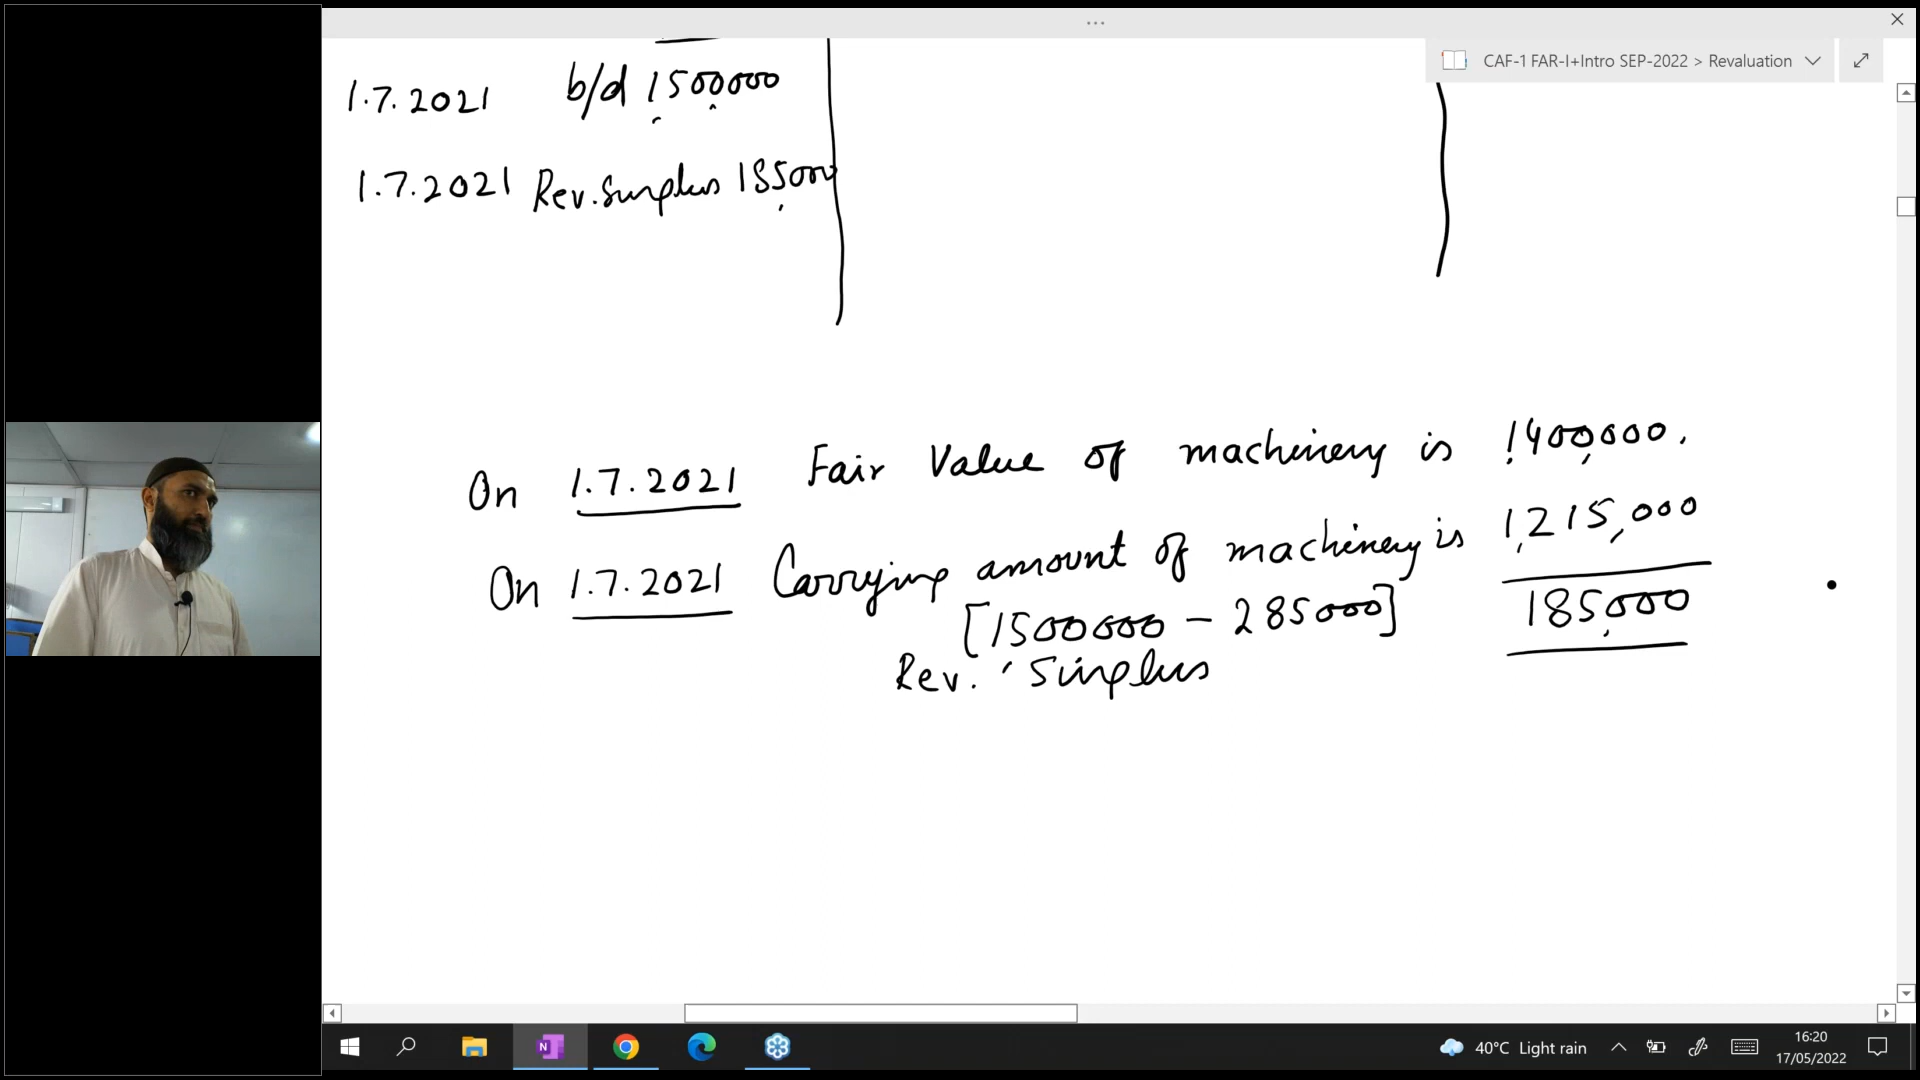 CAF-1 FAR-I+Intro SEP-2022 > Revaluation
1.7.2021 b/d 1500000
1.7.2021 Rev. Surplus 185000
On 1.7.2021 Fair Value of machinery is 1400,000.
On 1.7.2021 Carrying amount of machinery is 1,215,000
[1500000 - 285000] 185,000
Rev. Surplus
40°C Light rain
16:20
17/05/2022